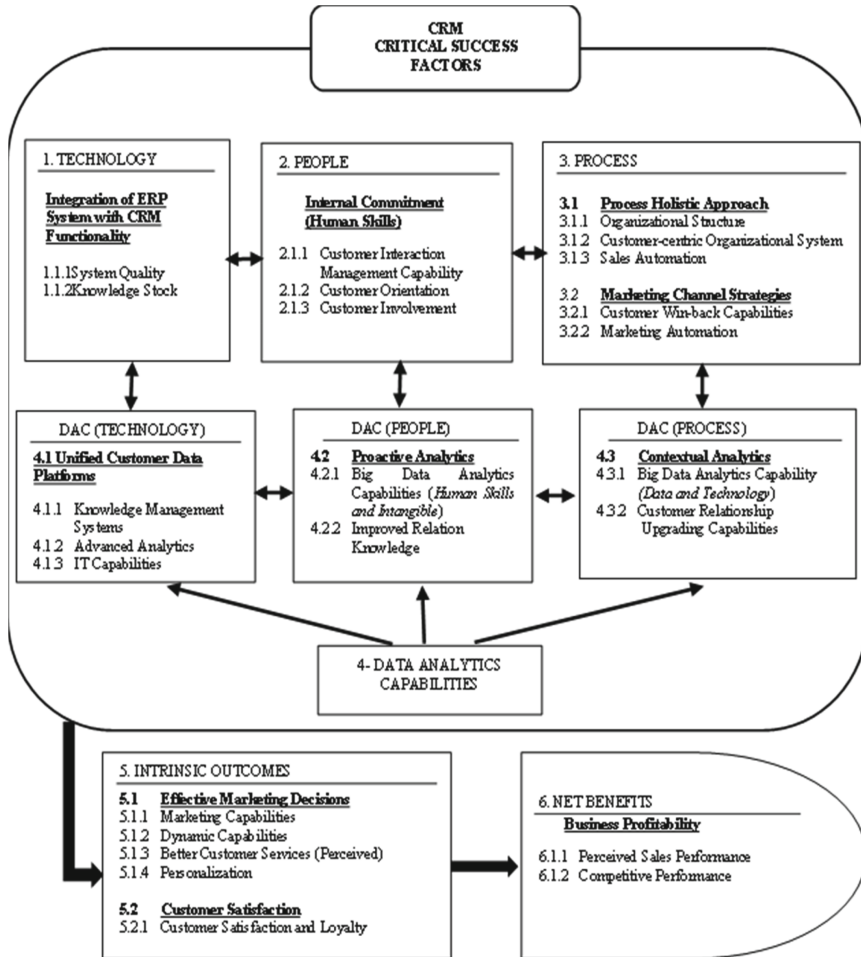 CRM
CRITICAL SUCCESS
FACTORS
1. TECHNOLOGY
Integration of ERP
System with CRM
Functionality
1.1.1System Quality
1.1.2Knowledge Stock
2. PEOPLE
Internal Commitment
(Human Skills)
2.1.1 Customer Interaction
Management Capability
2.1.2 Customer Orientation
2.1.3 Customer Involvement
3. PROCESS
3.1 Process Holistic Approach
3.1.1 Organizational Structure
3.1.2 Customer-centric Organizational System
3.1.3 Sales Automation
3.2 Marketing Channel Strategies
3.2.1 Customer Win-back Capabilities
3.2.2 Marketing Automation
DAC (TECHNOLOGY)
4.1 Unified Customer Data
Platforms
4.1.1 Knowledge Management
Systems
4.1.2 Advanced Analytics
4.1.3 IT Capabilities
DAC (PEOPLE)
4.2 Proactive Analytics
4.2.1 Big Data Analytics
Capabilities (Human Skills
and Intangible)
4.2.2 Improved Relation
Knowledge
DAC (PROCESS)
4.3 Contextual Analytics
4.3.1 Big Data Analytics Capability
(Data and Technology)
4.3.2 Customer Relationship
Upgrading Capabilities
4- DATA ANALYTICS
CAPABILITIES
5. INTRINSIC OUTCOMES
5.1 Effective Marketing Decisions
5.1.1 Marketing Capabilities
5.1.2 Dynamic Capabilities
5.1.3 Better Customer Services (Perceived)
5.1.4 Personalization
5.2 Customer Satisfaction
5.2.1 Customer Satisfaction and Loyalty
6. NET BENEFITS
Business Profitability
6.1.1 Perceived Sales Performance
6.1.2 Competitive Performance